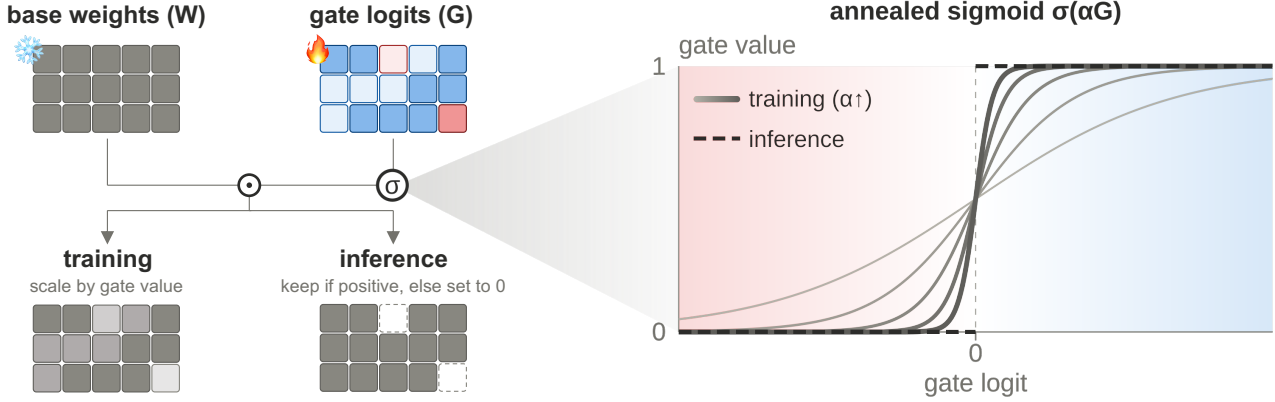 base weights (W)
gate logits (G)
σ
training
scale by gate value
inference
keep if positive, else set to 0
annealed sigmoid σ(αG)
gate value
1
training (α↑)
inference
0
0
gate logit